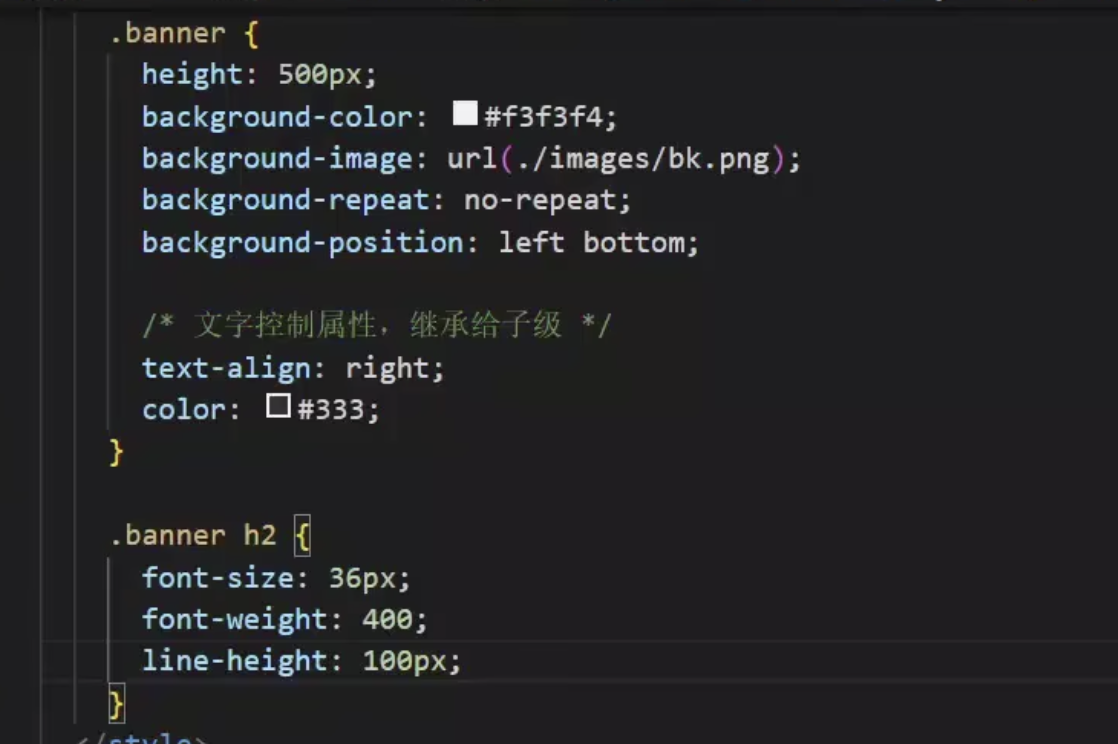 .banner {
height: 500px;
background-color: #f3f3f4;
background-image: url(./images/bk.png);
background-repeat: no-repeat;
background-position: left bottom;
/* 文字控制属性，继承给子级 */
text-align: right;
color: #333;
}
.banner h2 {
font-size: 36px;
font-weight: 400;
line-height: 100px;
}
</style>